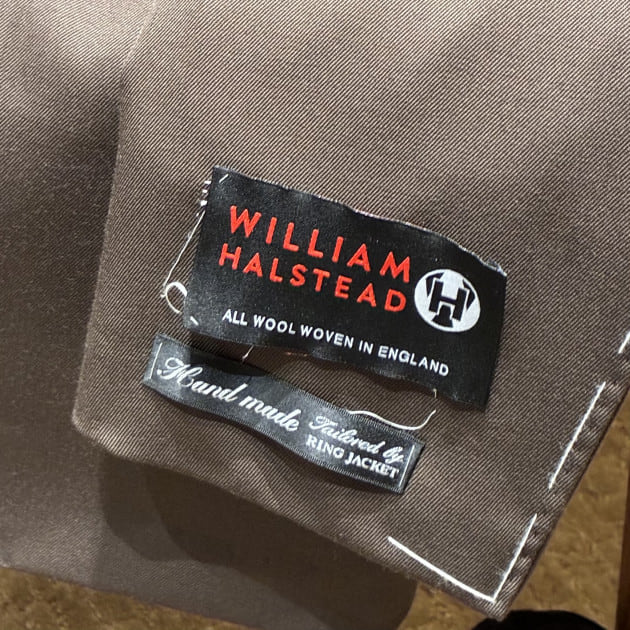 WILLIAM
HALSTEAD
H
ALL WOOL WOVEN IN ENGLAND
Hand made
Tailored by
RING JACKET